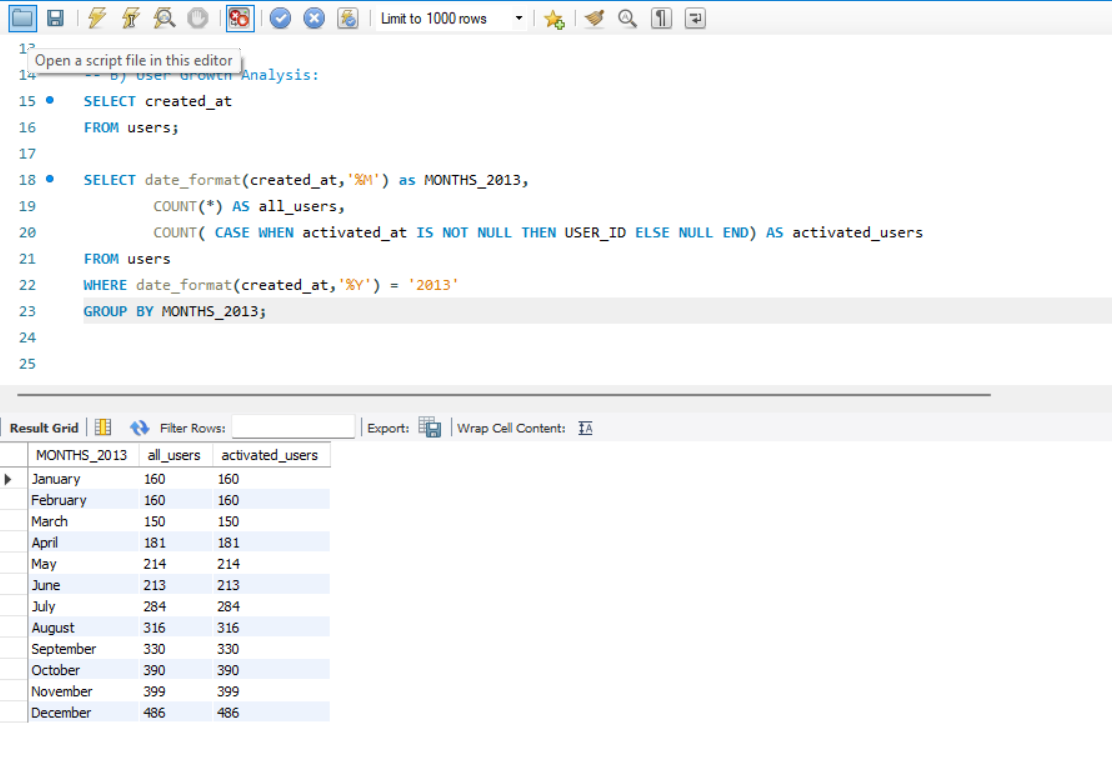 Limit to 1000 rows
13
Open a script file in this editor
14 -- B) User Growth Analysis:
15 SELECT created_at
16 FROM users;
17
18 SELECT date_format(created_at,'%M') as MONTHS_2013,
19 COUNT(*) AS all_users,
20 COUNT( CASE WHEN activated_at IS NOT NULL THEN USER_ID ELSE NULL END) AS activated_users
21 FROM users
22 WHERE date_format(created_at,'%Y') = '2013'
23 GROUP BY MONTHS_2013;
24
25
Result Grid Filter Rows: Export: Wrap Cell Content:
MONTHS_2013 all_users activated_users
January 160 160
February 160 160
March 150 150
April 181 181
May 214 214
June 213 213
July 284 284
August 316 316
September 330 330
October 390 390
November 399 399
December 486 486